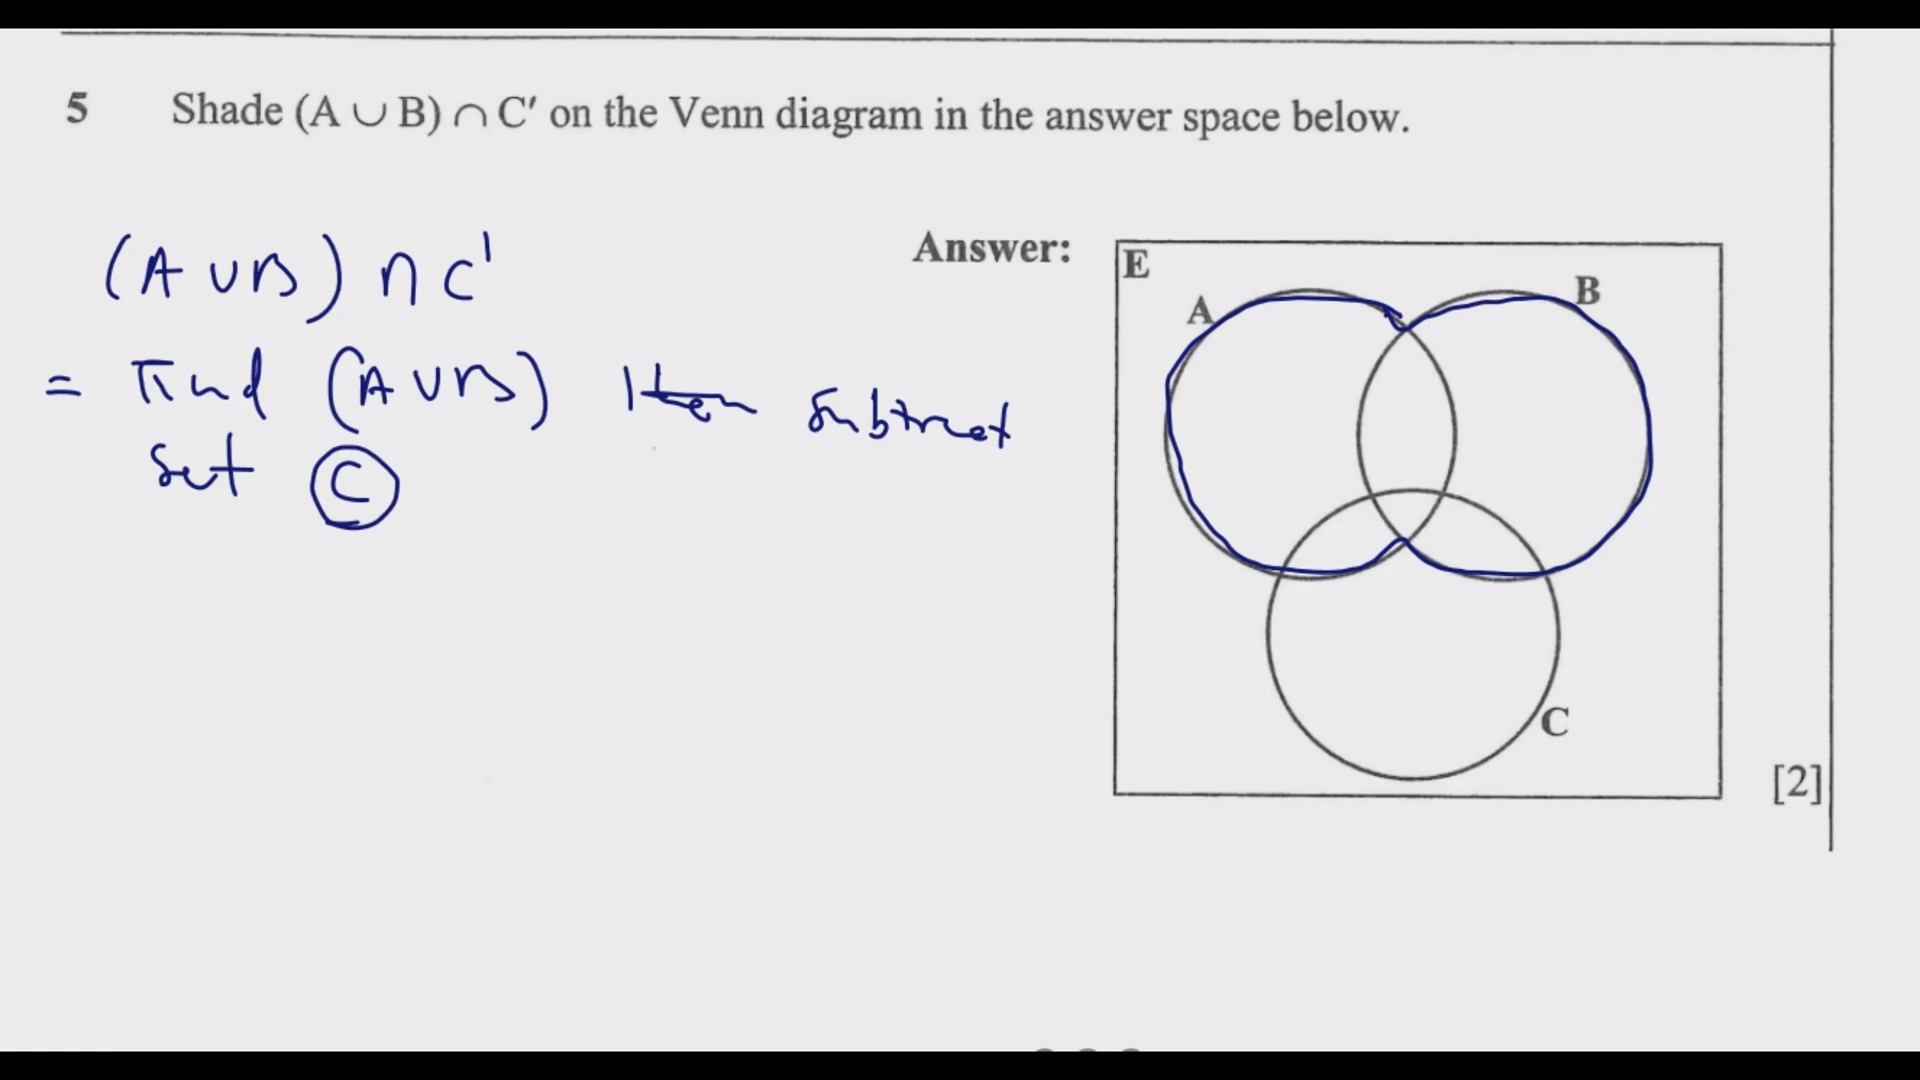 5 Shade (A ∪ B) ∩ C′ on the Venn diagram in the answer space below.
(A ∪ B) ∩ C'
= Find (A ∪ B) then subtract
set C
Answer:
E
A
B
C
[2]